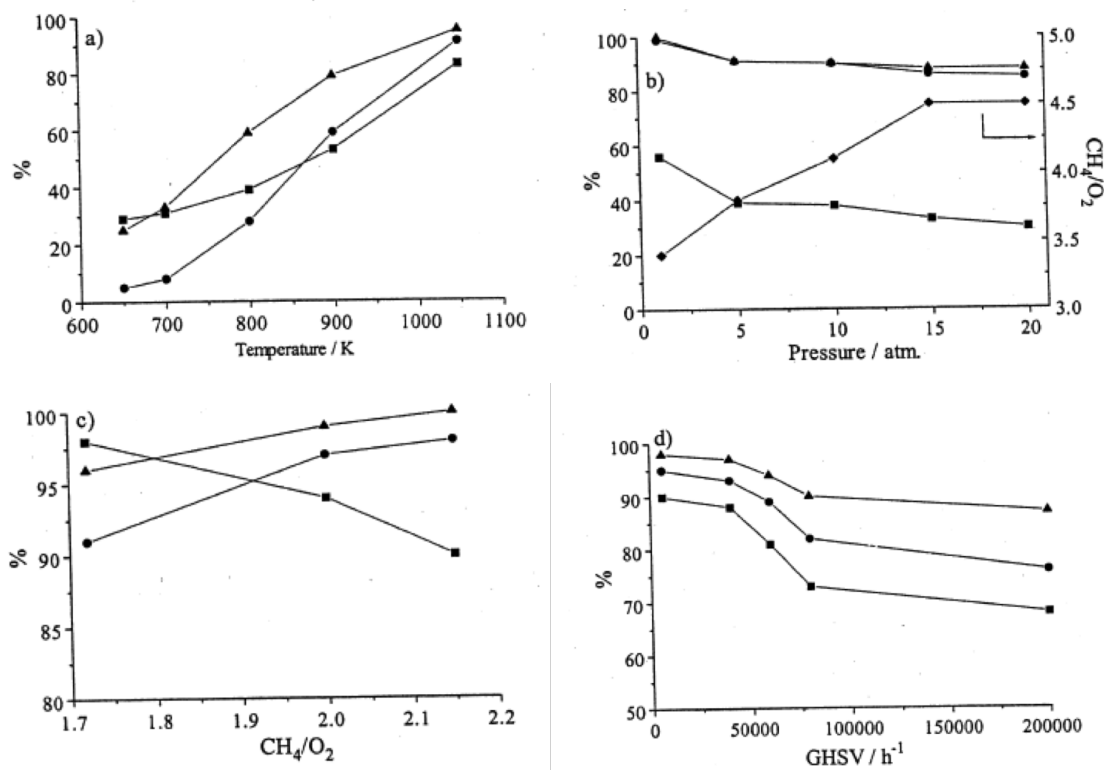 a)
100
80
60
40
20
0
%
600 700 800 900 1000 1100
Temperature / K
b)
100
80
60
40
20
0
%
0 5 10 15 20
Pressure / atm.
5.0
4.5
4.0
3.5
3.0
CH₄/O₂
c)
100
95
90
85
80
%
1.7 1.8 1.9 2.0 2.1 2.2
CH₄/O₂
d)
100
90
80
70
60
50
%
0 50000 100000 150000 200000
GHSV / h⁻¹